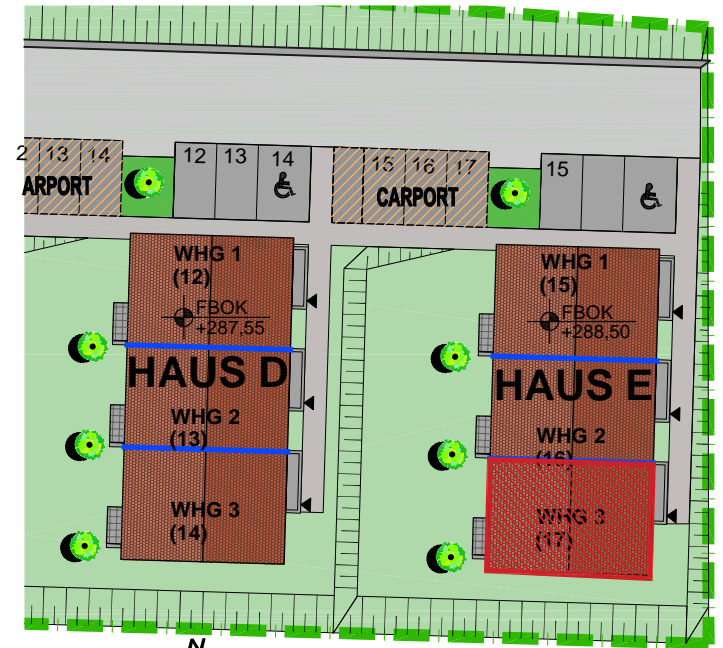 2 13 14
ARPORT
12 13 14
15 16 17
CARPORT
15
WHG 1
(12)
FBOK
+287,55
HAUS D
WHG 2
(13)
WHG 3
(14)
WHG 1
(15)
FBOK
+288,50
HAUS E
WHG 2
(16)
WHG 3
(17)
N